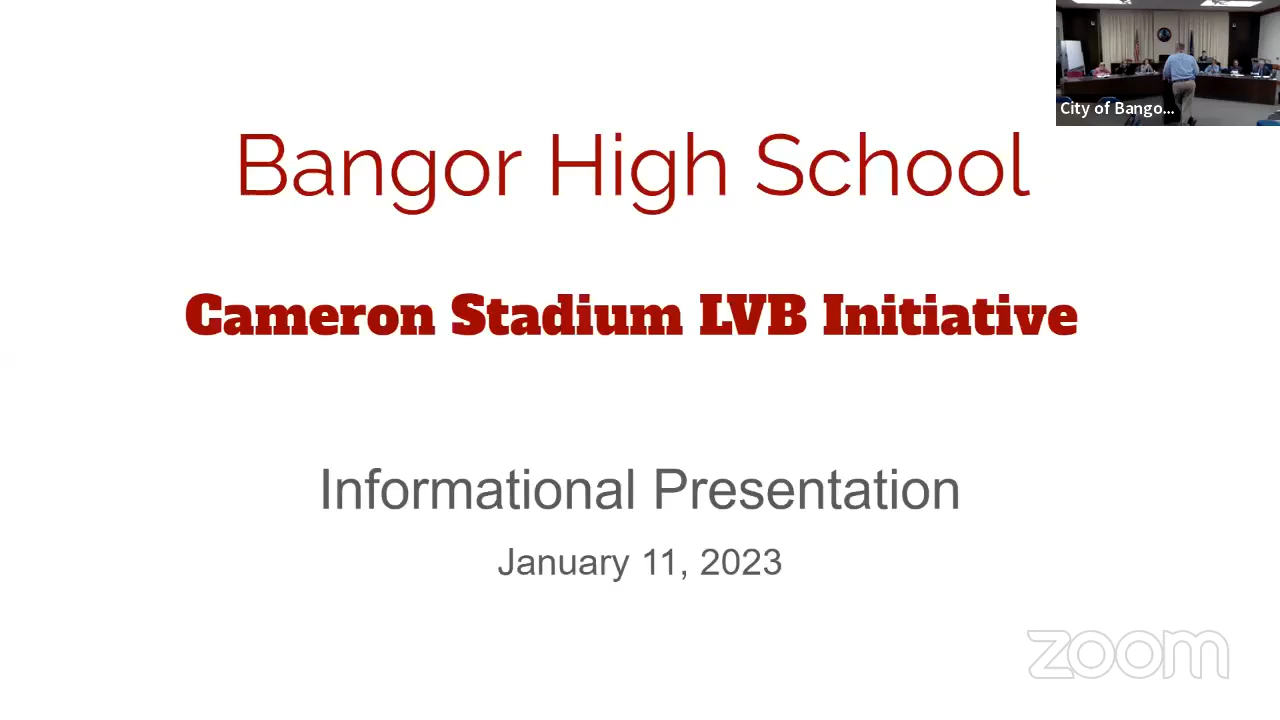 City of Bango...
Bangor High School
Cameron Stadium LVB Initiative
Informational Presentation
January 11, 2023
zoom